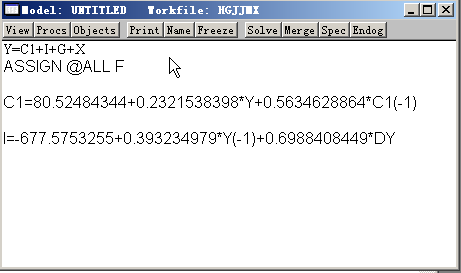 Model: UNTITLED Workfile: HGJJMX
View Procs Objects Print Name Freeze Solve Merge Spec Endog
Y=C1+I+G+X
ASSIGN @ALL F
C1=80.52484344+0.2321538398*Y+0.5634628864*C1(-1)
I=-677.5753255+0.393234979*Y(-1)+0.6988408449*DY